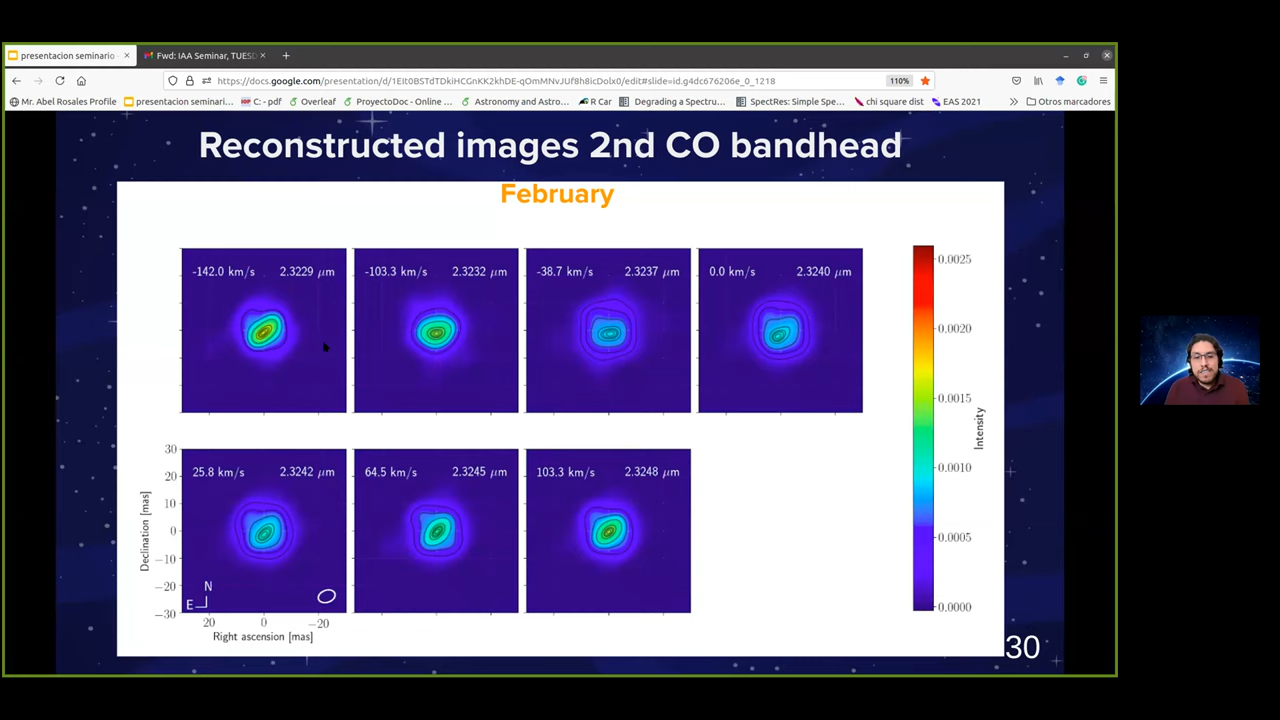 presentacion seminario
Fwd: IAA Seminar, TUESD
https://docs.google.com/presentation/d/1EIt0BSTdTDkiHCGnKK2khDE-qOmMNvJUf8h8icDolx0/edit#slide=id.g4dc676206e_0_1218
110%
Mr. Abel Rosales Profile
presentacion seminari...
C: - pdf
Overleaf
ProyectoDoc - Online ...
Astronomy and Astro...
R Car
Degrading a Spectru...
SpectRes: Simple Spe...
chi square dist
EAS 2021
Otros marcadores
Reconstructed images 2nd CO bandhead
February
-142.0 km/s 2.3229 μm
-103.3 km/s 2.3232 μm
-38.7 km/s 2.3237 μm
0.0 km/s 2.3240 μm
25.8 km/s 2.3242 μm
64.5 km/s 2.3245 μm
103.3 km/s 2.3248 μm
30
20
10
0
−10
−20
−30
Declination [mas]
N
E
20 0 −20
Right ascension [mas]
0.0025
0.0020
0.0015
0.0010
0.0005
0.0000
Intensity
30